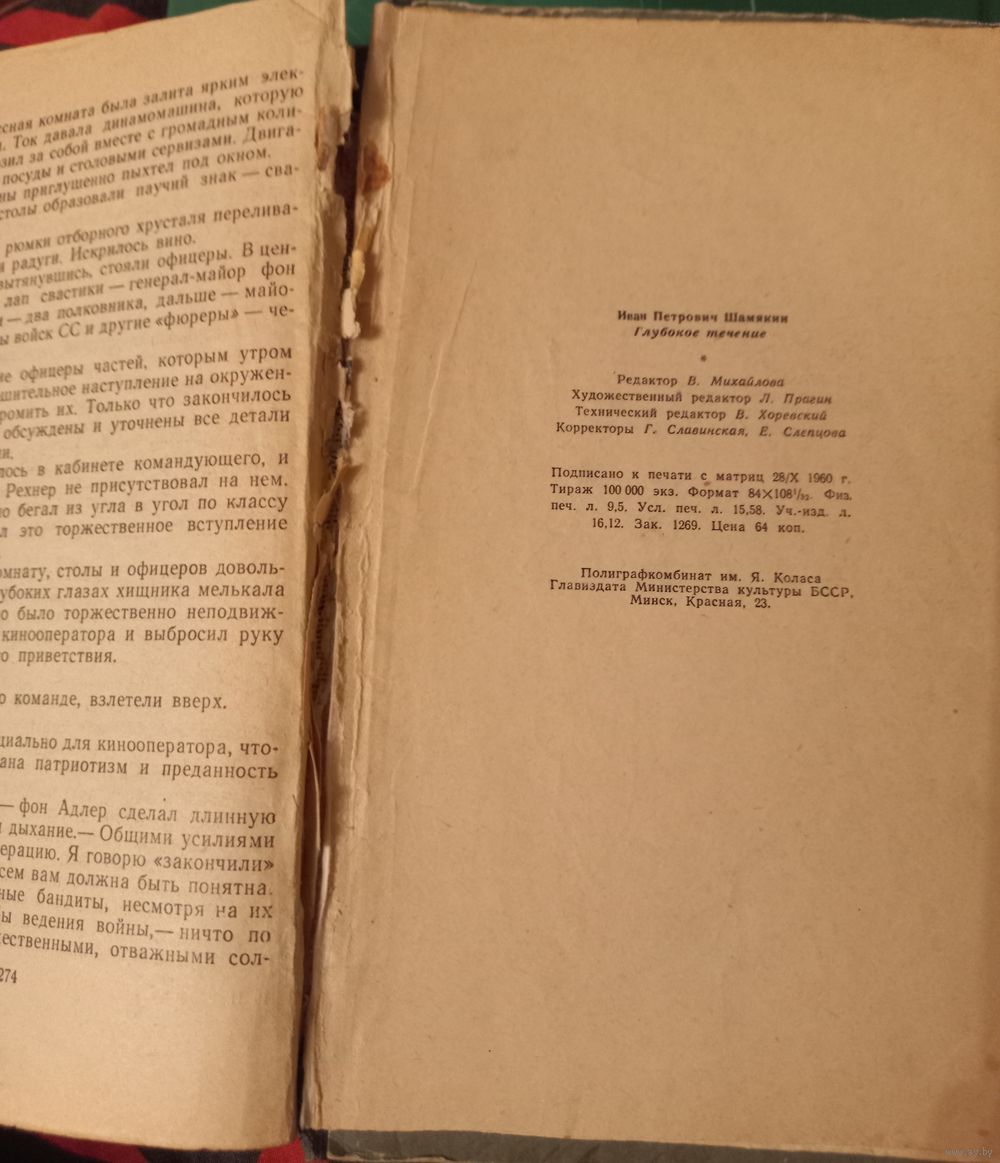 сная комната была залита ярким элек-
Ток давала динамомашина, которую
за собой вместе с громадным коли-
посуды и столовыми сервизами. Двига-
приглушенно пыхтел под окном.
столы образовали паучий знак — сва-
рюмки отборного хрусталя перелива-
радуги. Искрилось вино.
вытянувшись, стояли офицеры. В цен-
лап свастики — генерал-майор фон
— два полковника, дальше — майо-
войск СС и другие «фюреры» — че-
офицеры частей, которым утром
наступление на окружен-
их. Только что закончилось
обсуждены и уточнены все детали
лось в кабинете командующего, и
Рехнер не присутствовал на нем.
о бегал из угла в угол по классу
л это торжественное вступление
омнату, столы и офицеров доволь-
убоких глазах хищника мелькала
о было торжественно неподвиж-
кинооператора и выбросил руку
о приветствия.
о команде, взлетели вверх.
циально для кинооператора, что-
ана патриотизм и преданность
— фон Адлер сделал длинную
дыхание.— Общими усилиями
ерацию. Я говорю «закончили»
сем вам должна быть понятна.
ные бандиты, несмотря на их
ы ведения войны,— ничто по
ественными, отважными сол-
274
Иван Петрович Шамякин
Глубокое течение
*
Редактор В. Михайлова
Художественный редактор Л. Прагин
Технический редактор В. Хоревский
Корректоры Г. Славинская, Е. Слепцова
Подписано к печати с матриц 28/X 1960 г.
Тираж 100 000 экз. Формат 84×108¹/₃₂. Физ.
печ. л. 9,5. Усл. печ. л. 15,58. Уч.-изд. л.
16,12. Зак. 1269. Цена 64 коп.
Полиграфкомбинат им. Я. Коласа
Главиздата Министерства культуры БССР,
Минск, Красная, 23.
www.ay.by